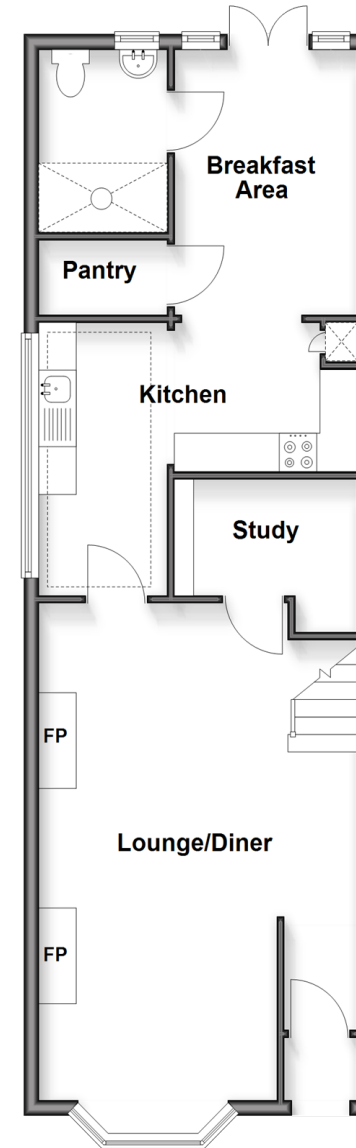 Breakfast
Area
Pantry
Kitchen
Study
FP
Lounge/Diner
FP